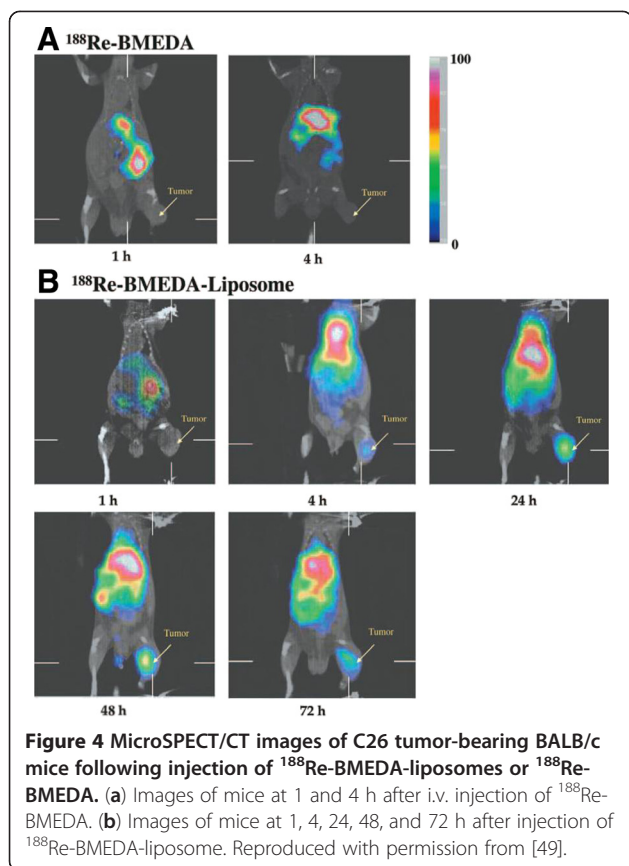 A ¹⁸⁸Re-BMEDA
100
Tumor
Tumor
0
1 h
4 h
B ¹⁸⁸Re-BMEDA-Liposome
Tumor
Tumor
Tumor
1 h
4 h
24 h
Tumor
Tumor
48 h
72 h
Figure 4 MicroSPECT/CT images of C26 tumor-bearing BALB/c
mice following injection of ¹⁸⁸Re-BMEDA-liposomes or ¹⁸⁸Re-
BMEDA. (a) Images of mice at 1 and 4 h after i.v. injection of ¹⁸⁸Re-
BMEDA. (b) Images of mice at 1, 4, 24, 48, and 72 h after injection of
¹⁸⁸Re-BMEDA-liposome. Reproduced with permission from [49].